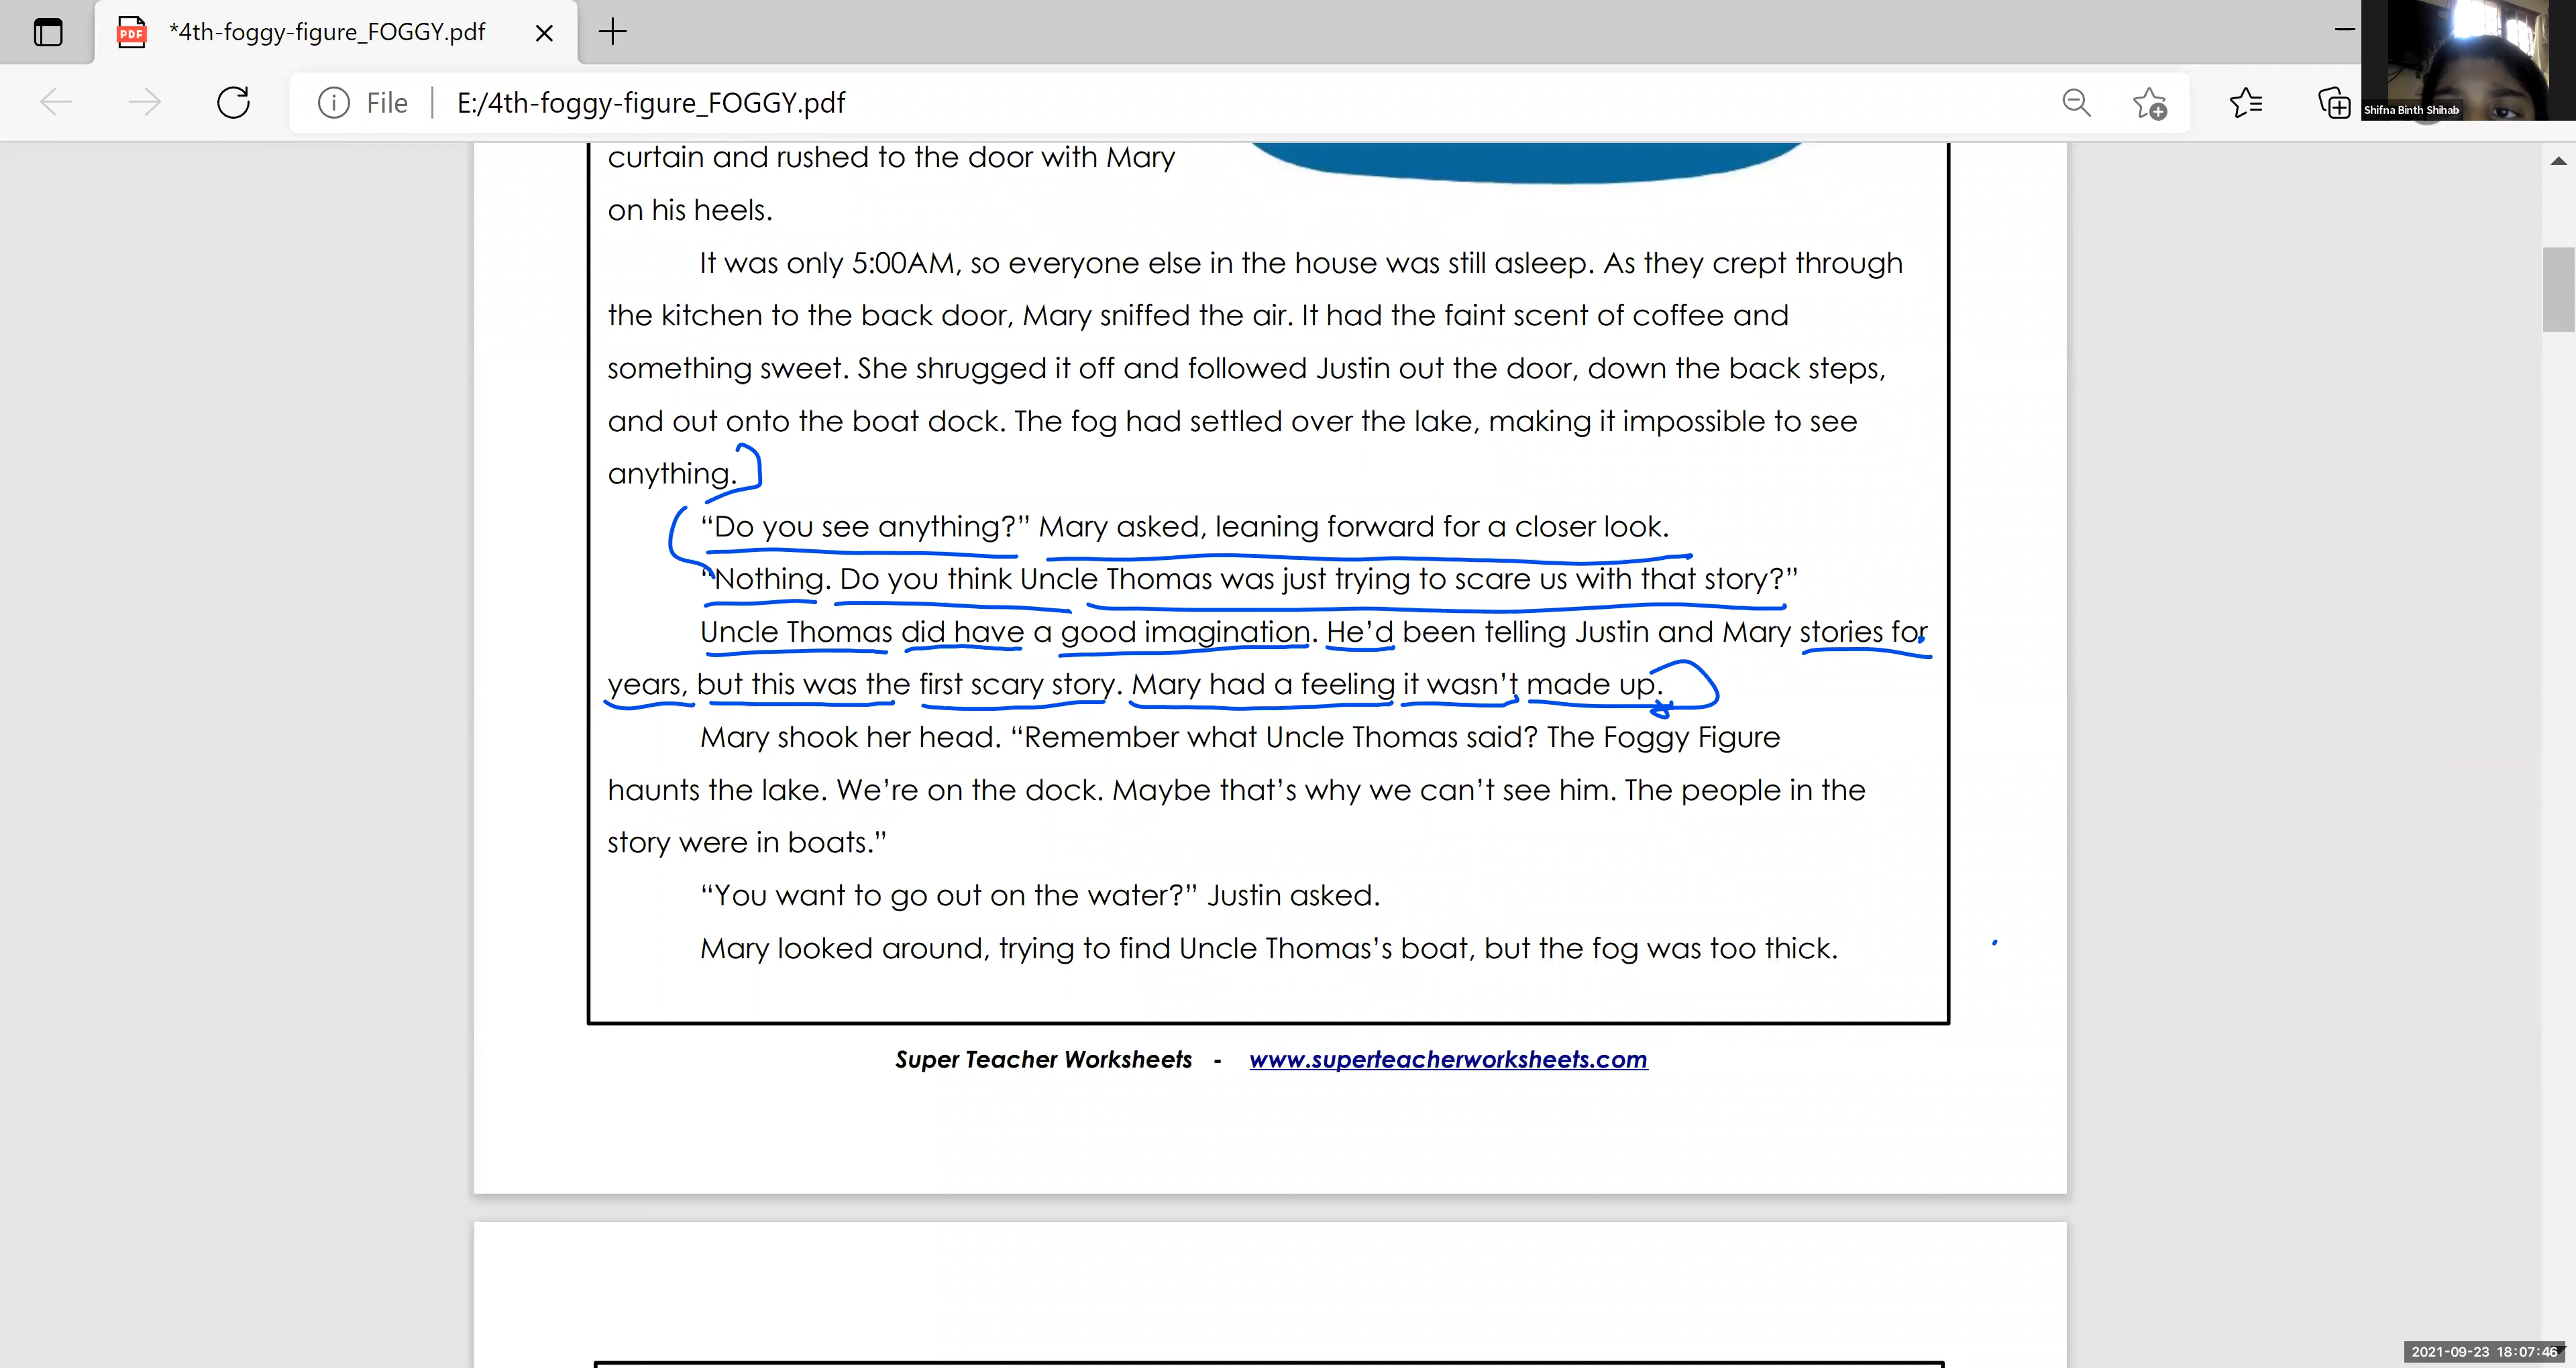 *4th-foggy-figure_FOGGY.pdf
File
E:/4th-foggy-figure_FOGGY.pdf
Shifna Binth Shihab
curtain and rushed to the door with Mary
on his heels.
It was only 5:00AM, so everyone else in the house was still asleep. As they crept through
the kitchen to the back door, Mary sniffed the air. It had the faint scent of coffee and
something sweet. She shrugged it off and followed Justin out the door, down the back steps,
and out onto the boat dock. The fog had settled over the lake, making it impossible to see
anything.
“Do you see anything?” Mary asked, leaning forward for a closer look.
“Nothing. Do you think Uncle Thomas was just trying to scare us with that story?”
Uncle Thomas did have a good imagination. He’d been telling Justin and Mary stories for
years, but this was the first scary story. Mary had a feeling it wasn’t made up.
Mary shook her head. “Remember what Uncle Thomas said? The Foggy Figure
haunts the lake. We’re on the dock. Maybe that’s why we can’t see him. The people in the
story were in boats.”
“You want to go out on the water?” Justin asked.
Mary looked around, trying to find Uncle Thomas’s boat, but the fog was too thick.
Super Teacher Worksheets - www.superteacherworksheets.com
2021-09-23 18:07:46